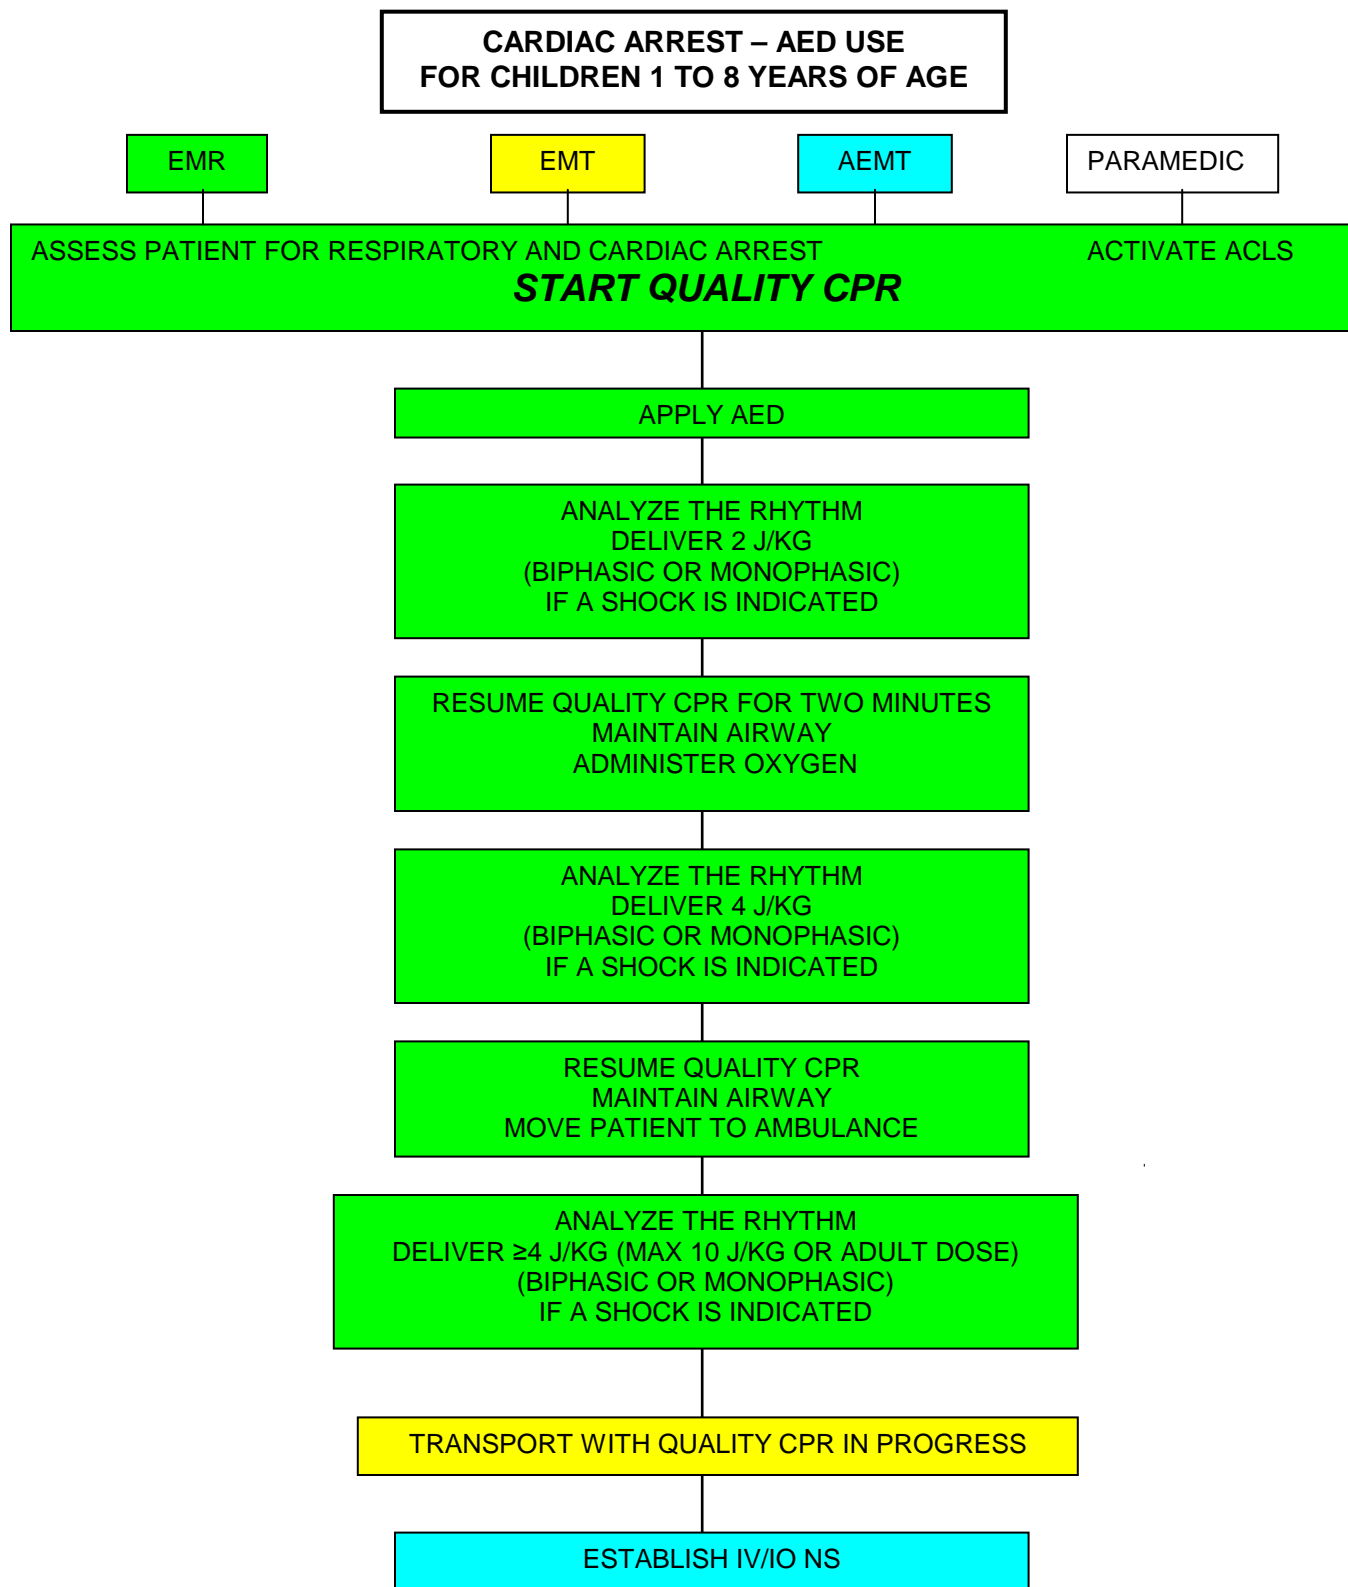 CARDIAC ARREST – AED USE
FOR CHILDREN 1 TO 8 YEARS OF AGE
EMR
EMT
AEMT
PARAMEDIC
ASSESS PATIENT FOR RESPIRATORY AND CARDIAC ARREST ACTIVATE ACLS
START QUALITY CPR
APPLY AED
ANALYZE THE RHYTHM
DELIVER 2 J/KG
(BIPHASIC OR MONOPHASIC)
IF A SHOCK IS INDICATED
RESUME QUALITY CPR FOR TWO MINUTES
MAINTAIN AIRWAY
ADMINISTER OXYGEN
ANALYZE THE RHYTHM
DELIVER 4 J/KG
(BIPHASIC OR MONOPHASIC)
IF A SHOCK IS INDICATED
RESUME QUALITY CPR
MAINTAIN AIRWAY
MOVE PATIENT TO AMBULANCE
ANALYZE THE RHYTHM
DELIVER ≥4 J/KG (MAX 10 J/KG OR ADULT DOSE)
(BIPHASIC OR MONOPHASIC)
IF A SHOCK IS INDICATED
TRANSPORT WITH QUALITY CPR IN PROGRESS
ESTABLISH IV/IO NS